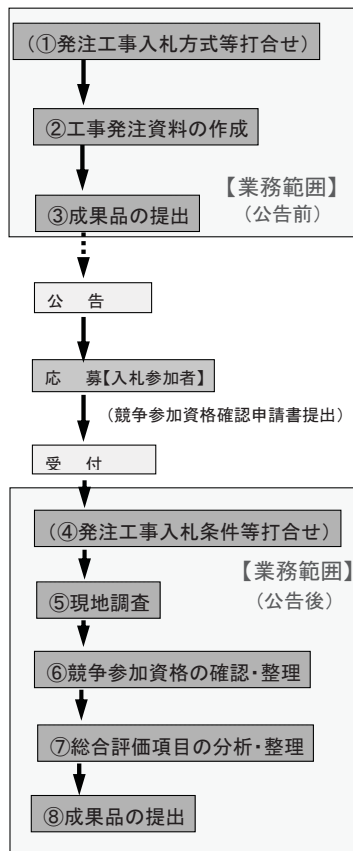 (①発注工事入札方式等打合せ)
②工事発注資料の作成
【業務範囲】
(公告前)
③成果品の提出
公　告
応　募【入札参加者】
(競争参加資格確認申請書提出)
受　付
(④発注工事入札条件等打合せ)
【業務範囲】
(公告後)
⑤現地調査
⑥競争参加資格の確認･整理
⑦総合評価項目の分析･整理
⑧成果品の提出